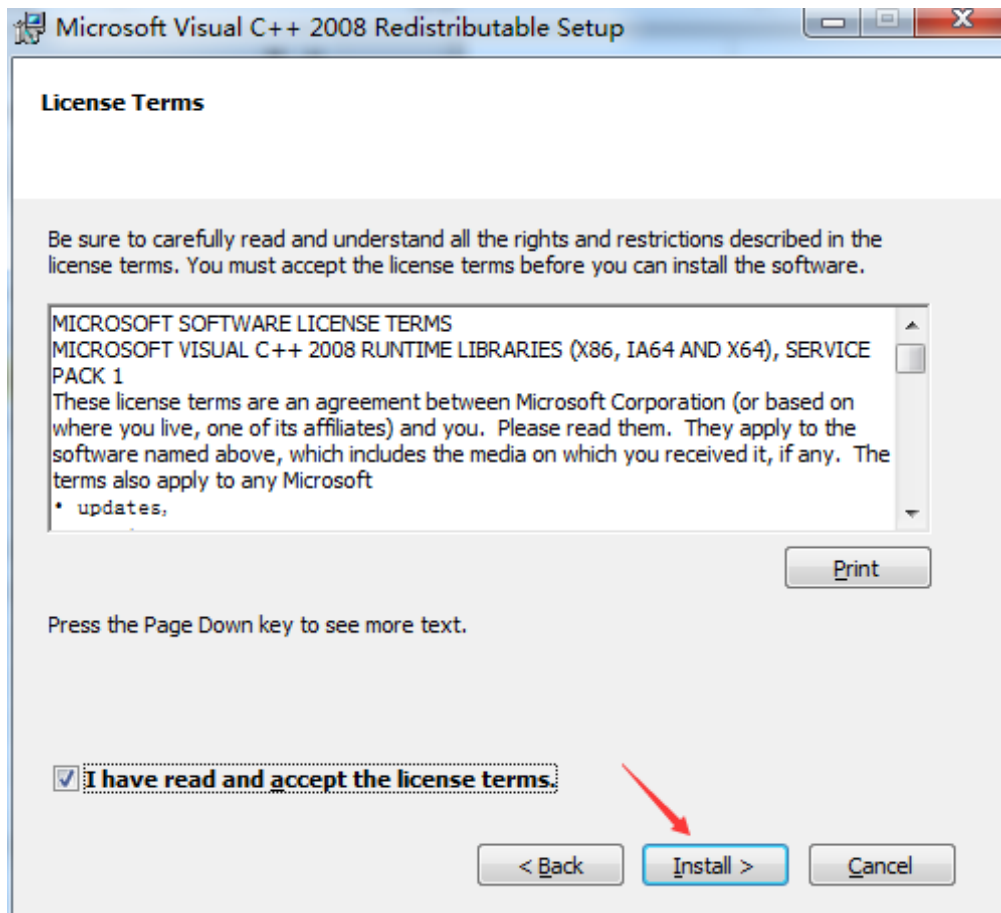 Microsoft Visual C++ 2008 Redistributable Setup
License Terms
Be sure to carefully read and understand all the rights and restrictions described in the
license terms. You must accept the license terms before you can install the software.
MICROSOFT SOFTWARE LICENSE TERMS
MICROSOFT VISUAL C++ 2008 RUNTIME LIBRARIES (X86, IA64 AND X64), SERVICE
PACK 1
These license terms are an agreement between Microsoft Corporation (or based on
where you live, one of its affiliates) and you.  Please read them.  They apply to the
software named above, which includes the media on which you received it, if any.  The
terms also apply to any Microsoft
• updates,
Print
Press the Page Down key to see more text.
I have read and accept the license terms.
< Back
Install >
Cancel